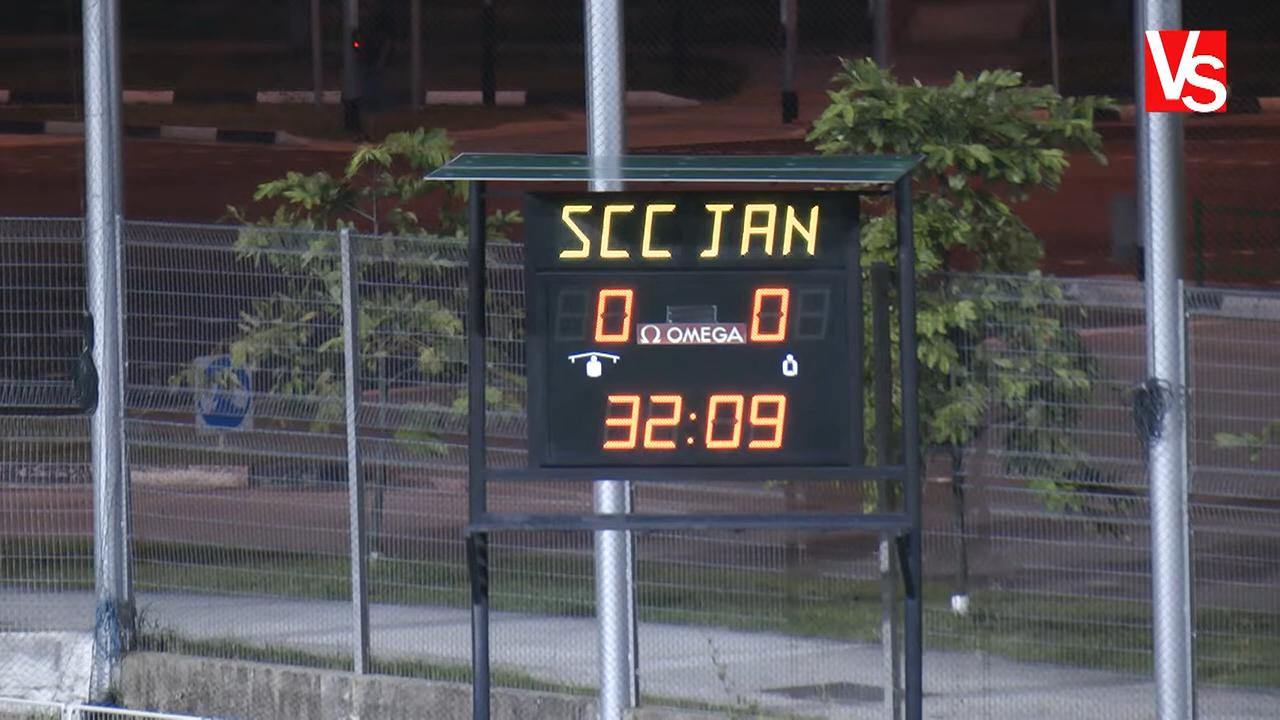 VS
SCC JAN
0 0
Ω OMEGA
32:09